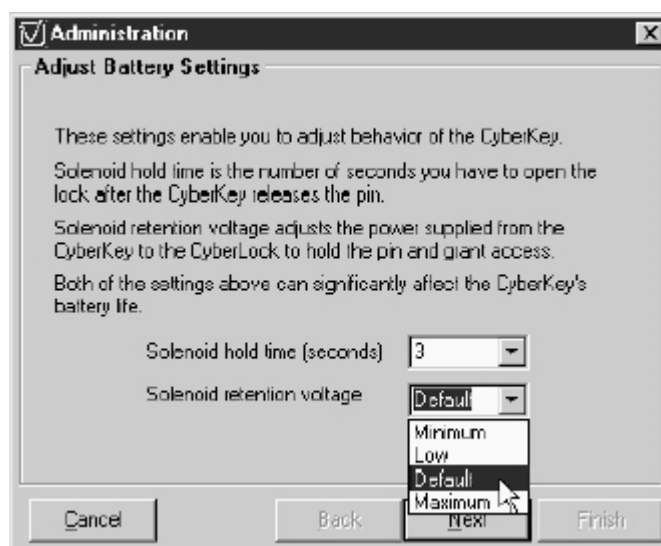 Administration
Adjust Battery Settings
These settings enable you to adjust behavior of the CyberKey.
Solenoid hold time is the number of seconds you have to open the
lock after the CyberKey releases the pin.
Solenoid retention voltage adjusts the power supplied from the
CyberKey to the CyberLock to hold the pin and grant access.
Both of the settings above can significantly affect the CyberKey's
battery life.
Solenoid hold time (seconds) 3
Solenoid retention voltage Default
Minimum
Low
Default
Maximum
Cancel Back Next Finish